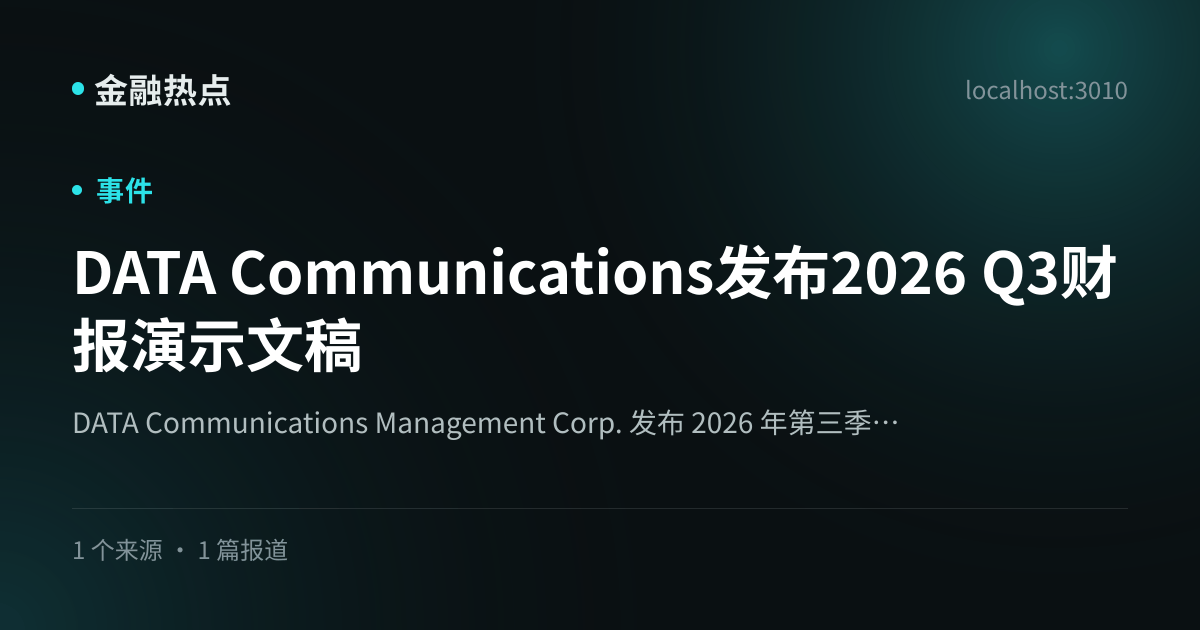 金融热点
localhost:3010
事件
DATA Communications发布2026 Q3财
报演示文稿
DATA Communications Management Corp. 发布 2026 年第三季…
1 个来源 • 1 篇报道